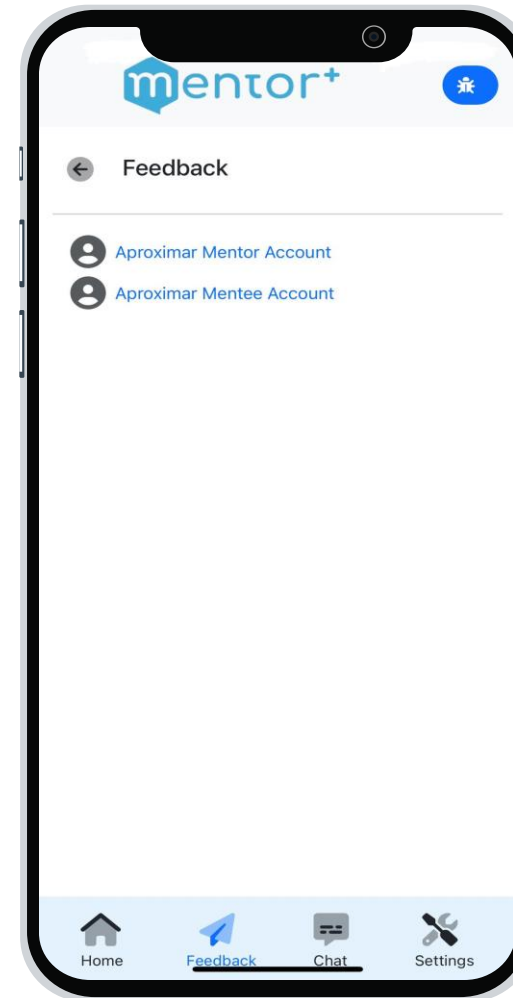 mentor+
Feedback
Aproximar Mentor Account
Aproximar Mentee Account
Home Feedback Chat Settings